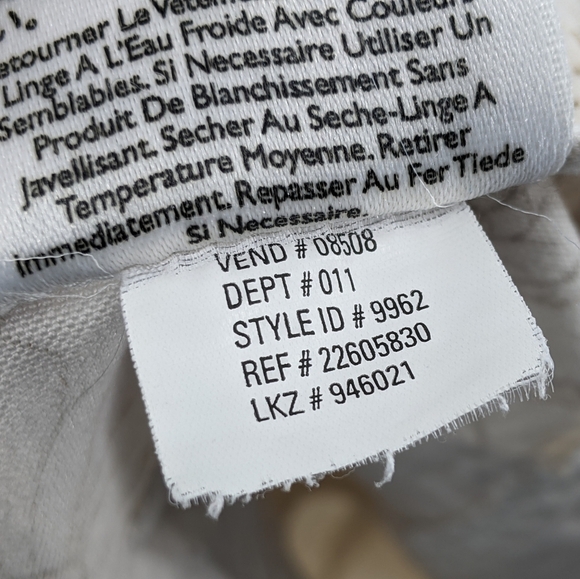 etourner Le
Linge A L'Eau Froide Avec Couleurs
Semblables. Si Necessaire Utiliser Un
Produit De Blanchissement Sans
Javellisant. Secher Au Seche-Linge A
Temperature Moyenne. Retirer
Immediatement. Repasser Au Fer Tiede
Si Necessaire.
VEND # 08508
DEPT # 011
STYLE ID # 9962
REF # 22605830
LKZ # 946021